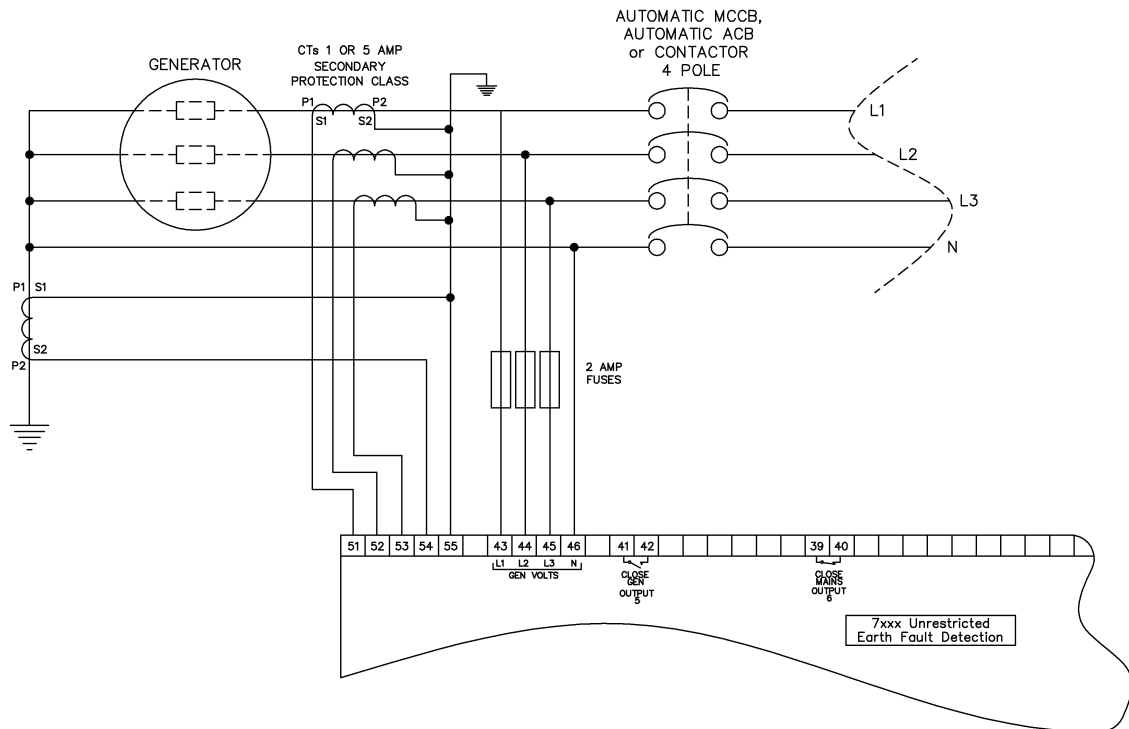 AUTOMATIC MCCB,
AUTOMATIC ACB
or CONTACTOR
4 POLE
GENERATOR
CTs 1 OR 5 AMP
SECONDARY
PROTECTION CLASS
P1 P2
S1 S2
L1
L2
L3
N
P1 S1
S2
P2
2 AMP
FUSES
51 52 53 54 55 43 44 45 46 41 42 39 40
L1 L2 L3 N
GEN VOLTS
CLOSE
GEN
OUTPUT
5
CLOSE
MAINS
OUTPUT
6
7xxx Unrestricted
Earth Fault Detection